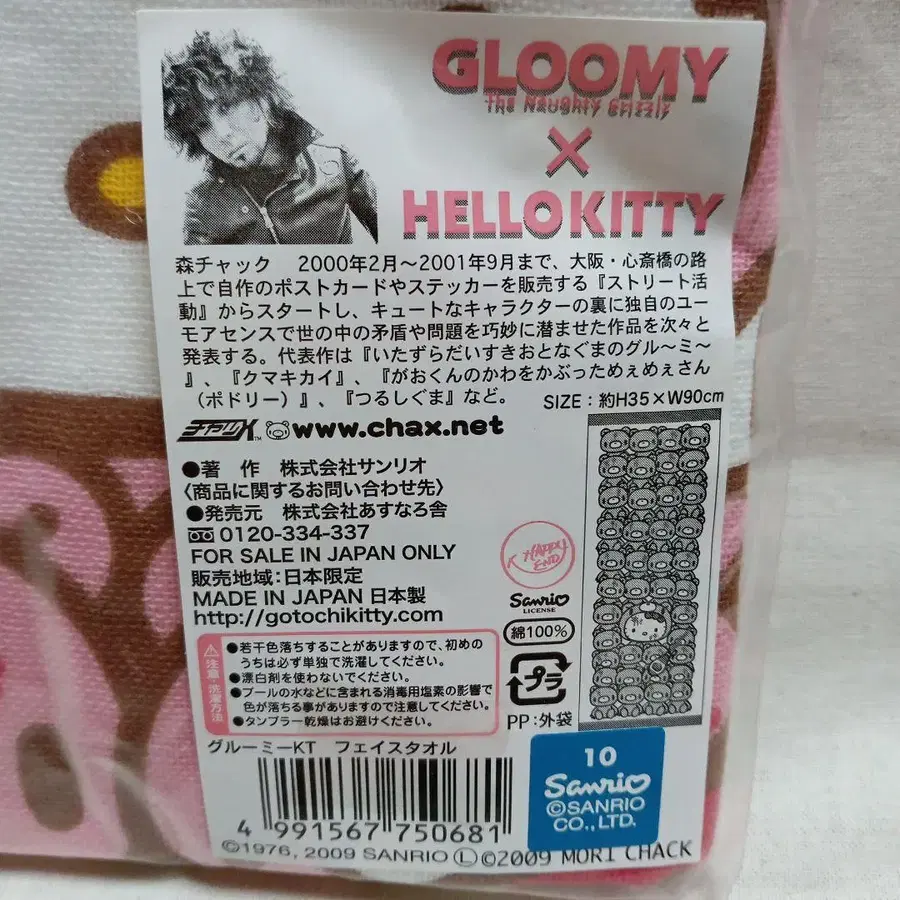 GLOOMY
The Naughty Grizzly
×
HELLO KITTY
森チャック 2000年2月〜2001年9月まで、大阪・心斎橋の路
上で自作のポストカードやステッカーを販売する『ストリート活
動』からスタートし、キュートなキャラクターの裏に独自のユー
モアセンスで世の中の矛盾や問題を巧妙に潜ませた作品を次々と
発表する。代表作は『いたずらだいすきおとなぐまのグル〜ミ〜
』、『クマキカイ』、『がおくんのかわをかぶっためぇめぇさん
(ポドリー)』、『つるしぐま』など。
SIZE:約H35×W90cm
チャックス™ www.chax.net
●著 作 株式会社サンリオ
〈商品に関するお問い合わせ先〉
●発売元 株式会社あすなろ舎
0120-334-337
FOR SALE IN JAPAN ONLY
販売地域:日本限定
MADE IN JAPAN 日本製
http://gotochikitty.com
HAPPY
END
Sanrio
LICENSE
綿100%
プラ
PP:外袋
注意・洗濯方法
●若干色落ちすることがありますので、初めの
うちは必ず単独で洗濯してください。
●漂白剤を使わないでください。
●プールの水などに含まれる消毒用塩素の影響で
色が落ちる事がありますので注意してください。
●タンブラー乾燥はお避けください。
グルーミーKT フェイスタオル
4 991567 750681
10
Sanrio
©SANRIO
CO.,LTD.
©1976, 2009 SANRIO Ⓛ ©2009 MORI CHACK